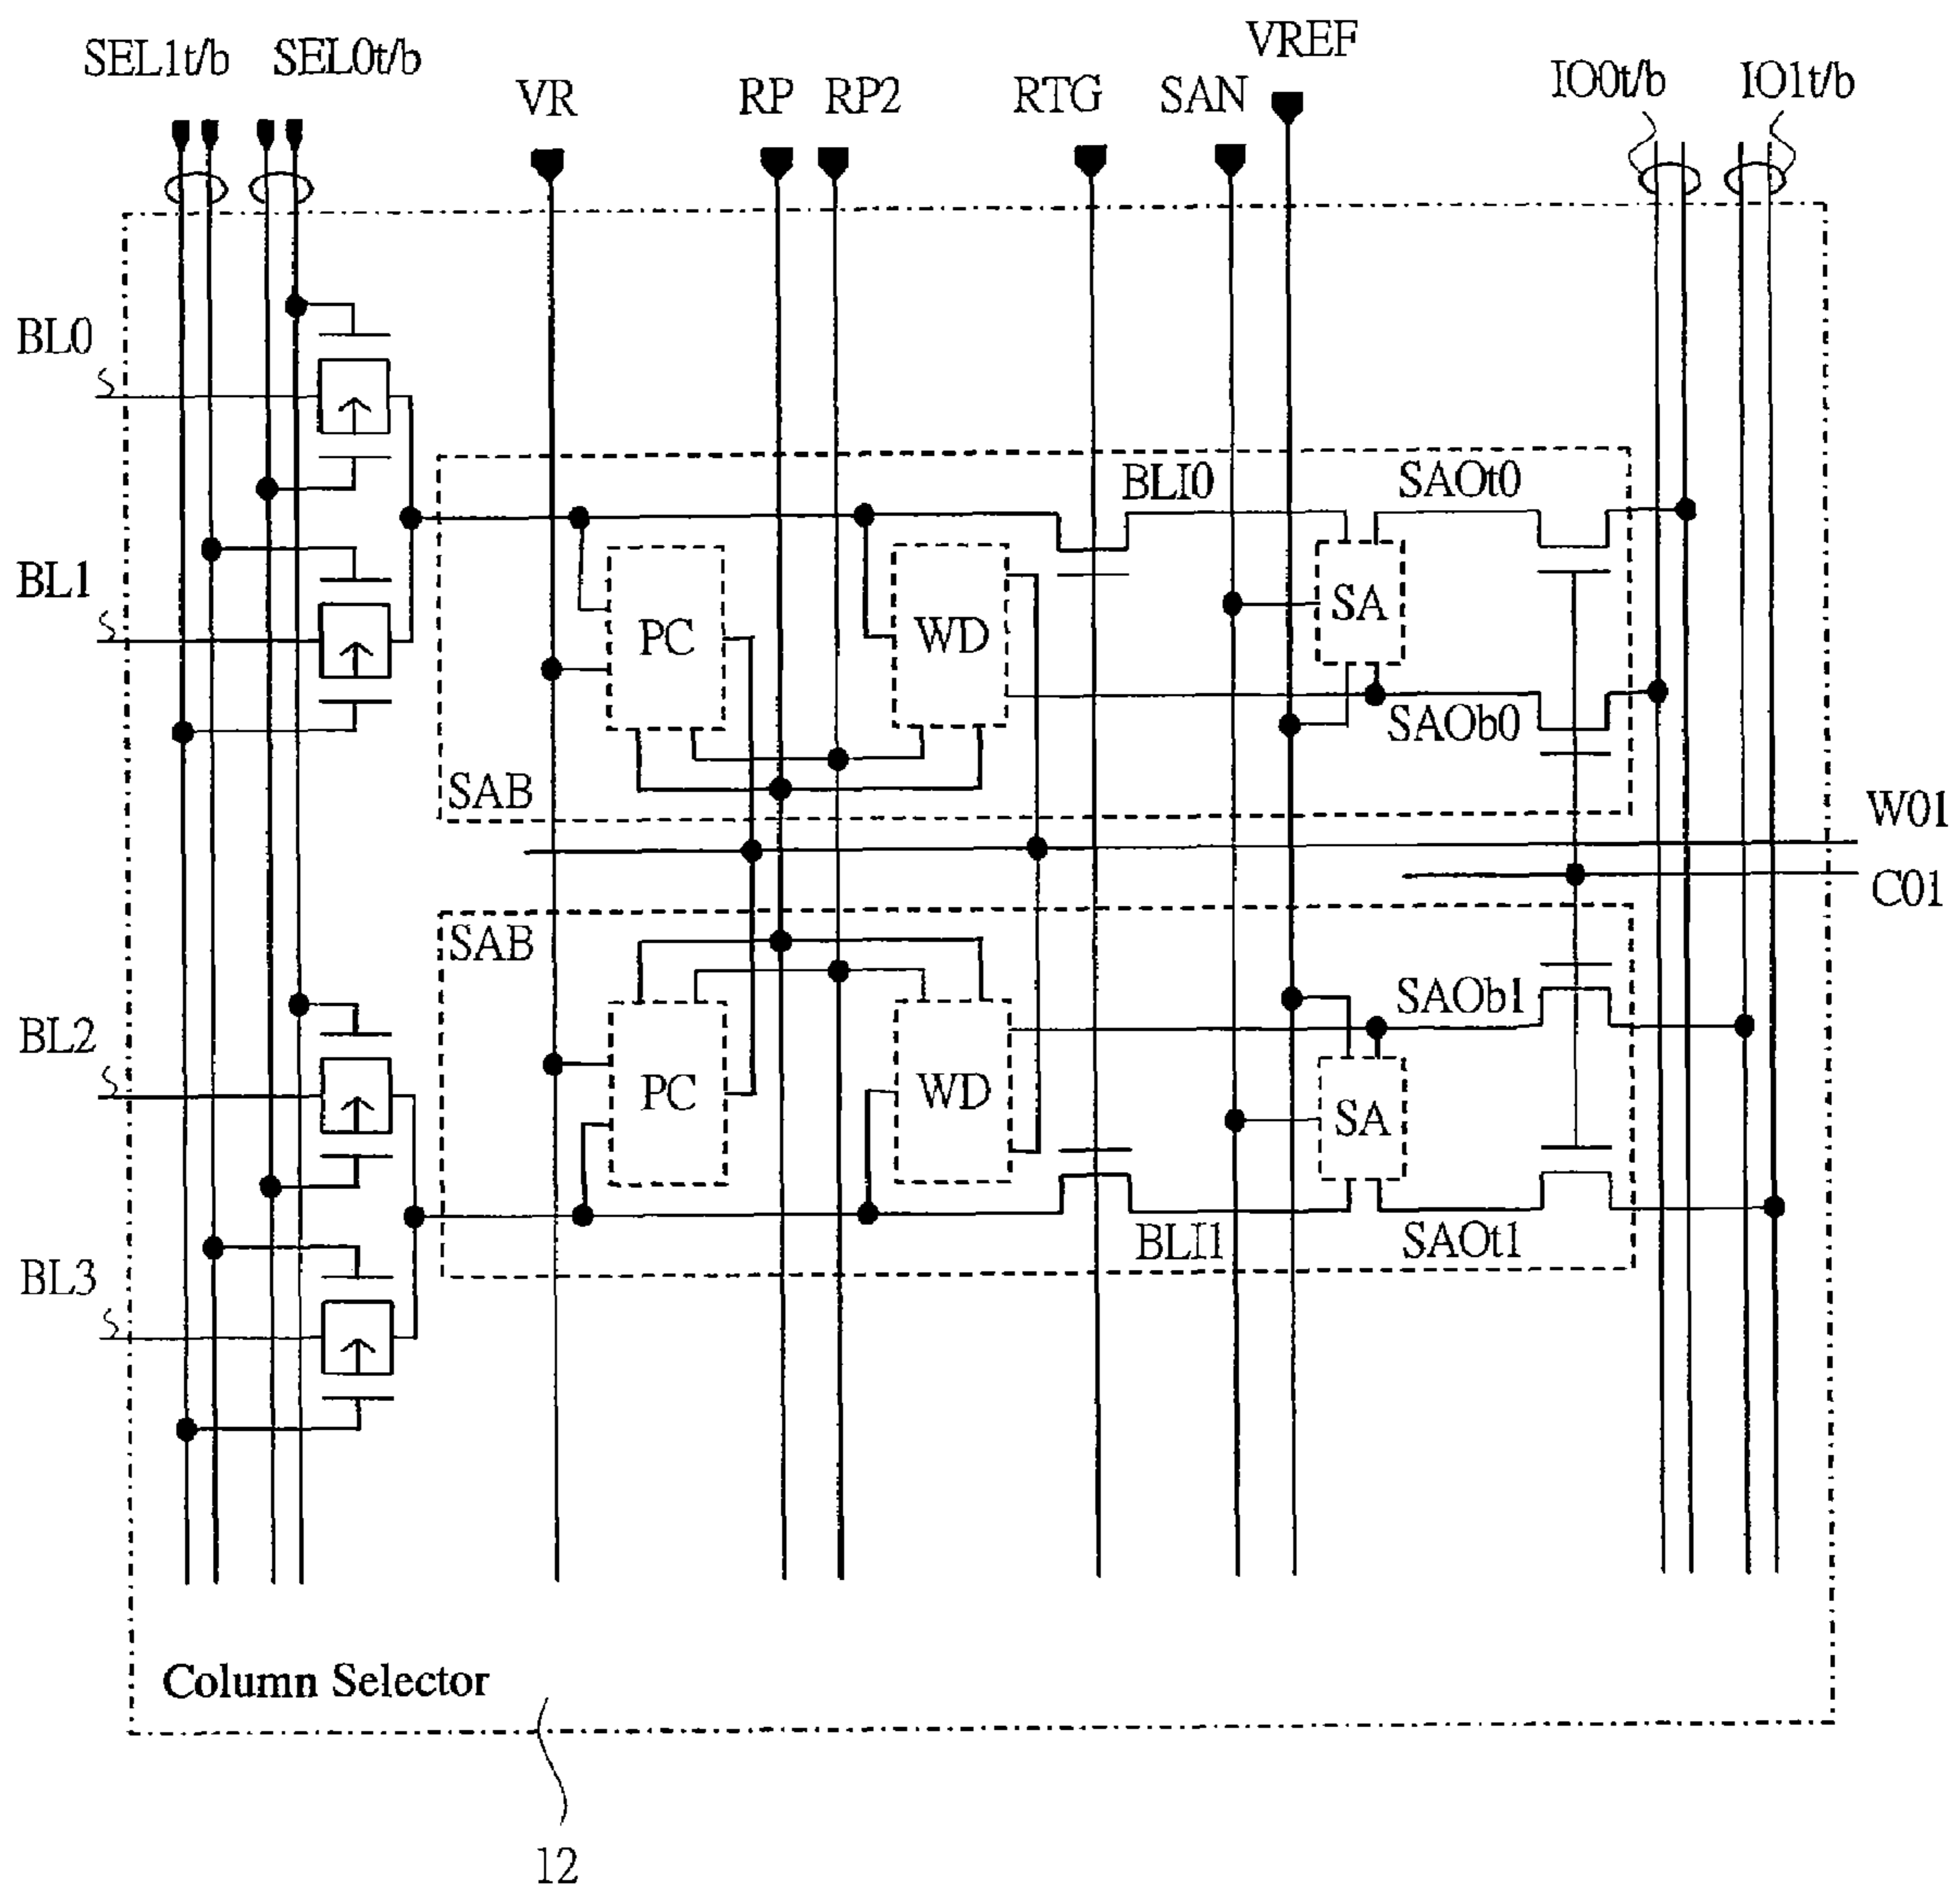 SEL1t/b SEL0t/b VR RP RP2 RTG SAN VREF IO0t/b IO1t/b
BL0
BLI0 SAOt0
BL1
PC WD SA
SAOb0
SAB
W01
C01
SAB
SAOb1
BL2
PC WD SA
BLI1 SAOt1
BL3
Column Selector
12